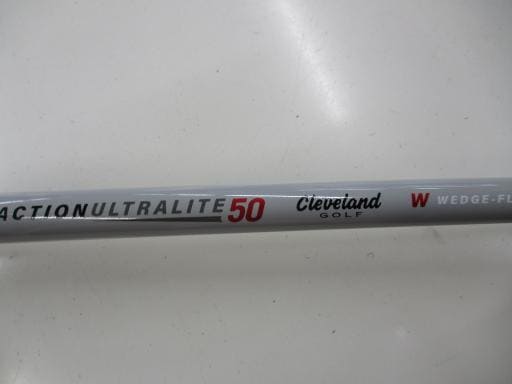 ACTIONULTRALITE 50 Cleveland W WEDGE-FL
GOLF